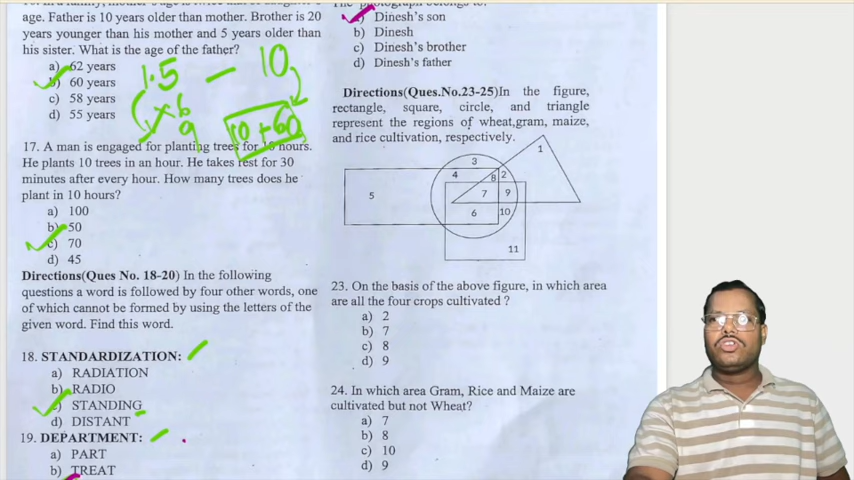 age. Father is 10 years older than mother. Brother is 20
years younger than his mother and 5 years older than
his sister. What is the age of the father?
a) 62 years
b) 60 years
c) 58 years
d) 55 years
1.5 — 10
×6
9
10 + 60
17. A man is engaged for planting trees for 10 hours.
He plants 10 trees in an hour. He takes rest for 30
minutes after every hour. How many trees does he
plant in 10 hours?
a) 100
b) 50
c) 70
d) 45
Directions(Ques No. 18-20) In the following
questions a word is followed by four other words, one
of which cannot be formed by using the letters of the
given word. Find this word.
18. STANDARDIZATION:
a) RADIATION
b) RADIO
c) STANDING
d) DISTANT
19. DEPARTMENT:
a) PART
b) TREAT
a) Dinesh's son
b) Dinesh
c) Dinesh's brother
d) Dinesh's father
Directions(Ques.No.23-25)In the figure,
rectangle, square, circle, and triangle
represent the regions of wheat,gram, maize,
and rice cultivation, respectively.
1
3
4
8
2
5
7
9
6
10
11
23. On the basis of the above figure, in which area
are all the four crops cultivated ?
a) 2
b) 7
c) 8
d) 9
24. In which area Gram, Rice and Maize are
cultivated but not Wheat?
a) 7
b) 8
c) 10
d) 9